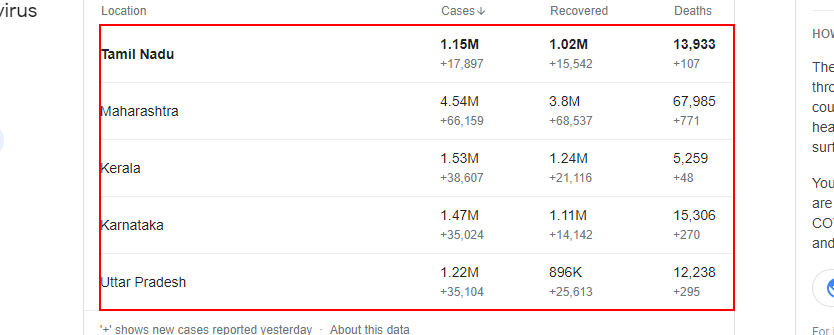 virus
Location Cases↓ Recovered Deaths
Tamil Nadu 1.15M 1.02M 13,933
+17,897 +15,542 +107
Maharashtra 4.54M 3.8M 67,985
+66,159 +68,537 +771
Kerala 1.53M 1.24M 5,259
+38,607 +21,116 +48
Karnataka 1.47M 1.11M 15,306
+35,024 +14,142 +270
Uttar Pradesh 1.22M 896K 12,238
+35,104 +25,613 +295
'+' shows new cases reported yesterday · About this data
HOW
The
thro
cou
hea
surf
You
are
CO
and
For i